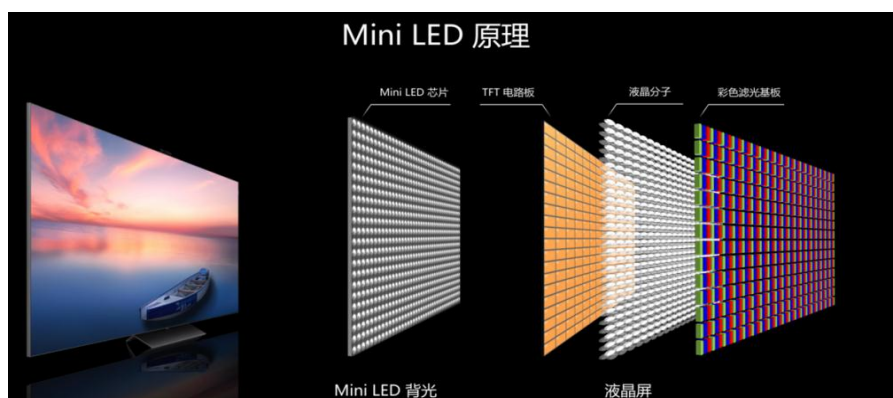 Mini LED 原理
Mini LED 芯片
TFT 电路板
液晶分子
彩色滤光基板
Mini LED 背光
液晶屏